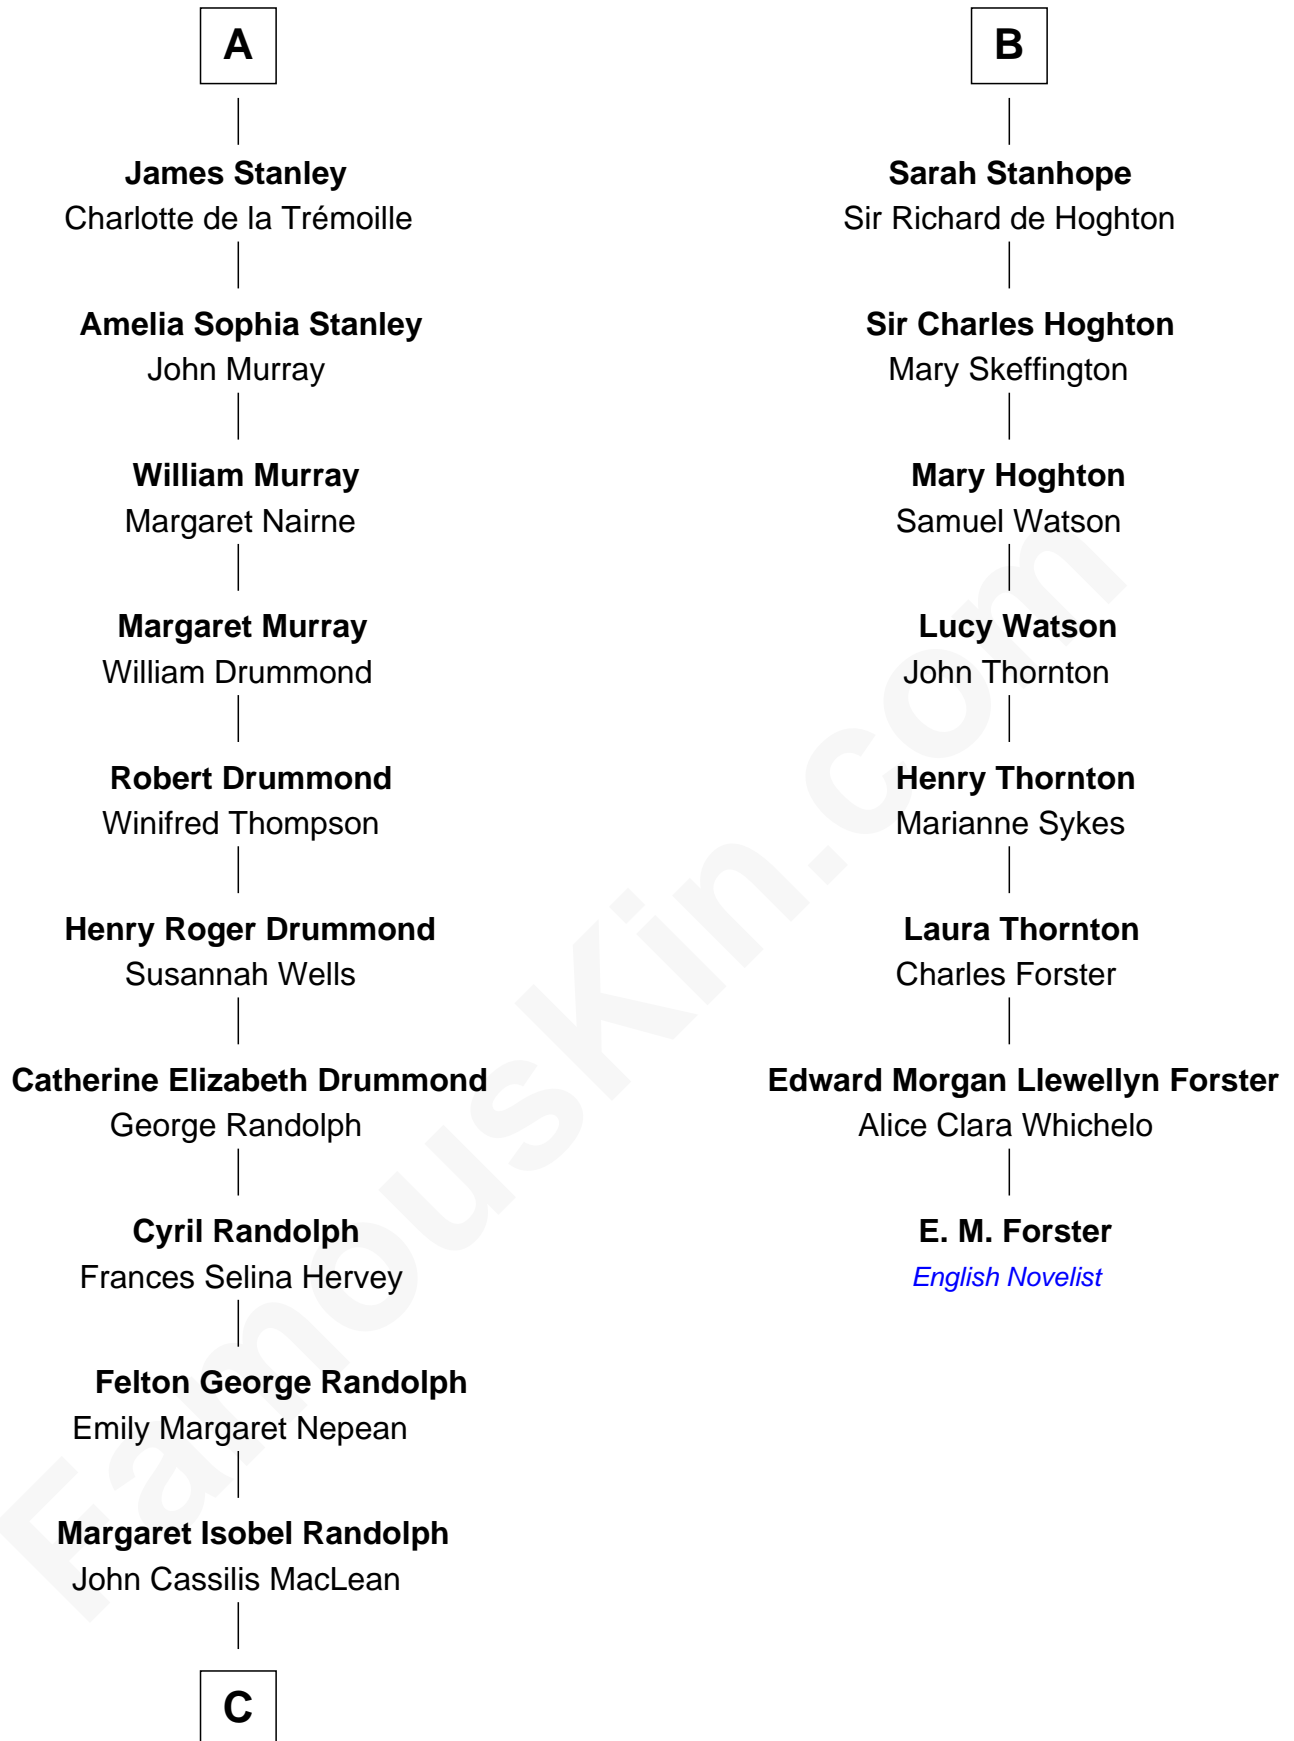 A
James Stanley
Charlotte de la Trémoille
Amelia Sophia Stanley
John Murray
William Murray
Margaret Nairne
Margaret Murray
William Drummond
Robert Drummond
Winifred Thompson
Henry Roger Drummond
Susannah Wells
Catherine Elizabeth Drummond
George Randolph
Cyril Randolph
Frances Selina Hervey
Felton George Randolph
Emily Margaret Nepean
Margaret Isobel Randolph
John Cassilis MacLean
C
B
Sarah Stanhope
Sir Richard de Hoghton
Sir Charles Hoghton
Mary Skeffington
Mary Hoghton
Samuel Watson
Lucy Watson
John Thornton
Henry Thornton
Marianne Sykes
Laura Thornton
Charles Forster
Edward Morgan Llewellyn Forster
Alice Clara Whichelo
E. M. Forster
English Novelist
FamousKin.com